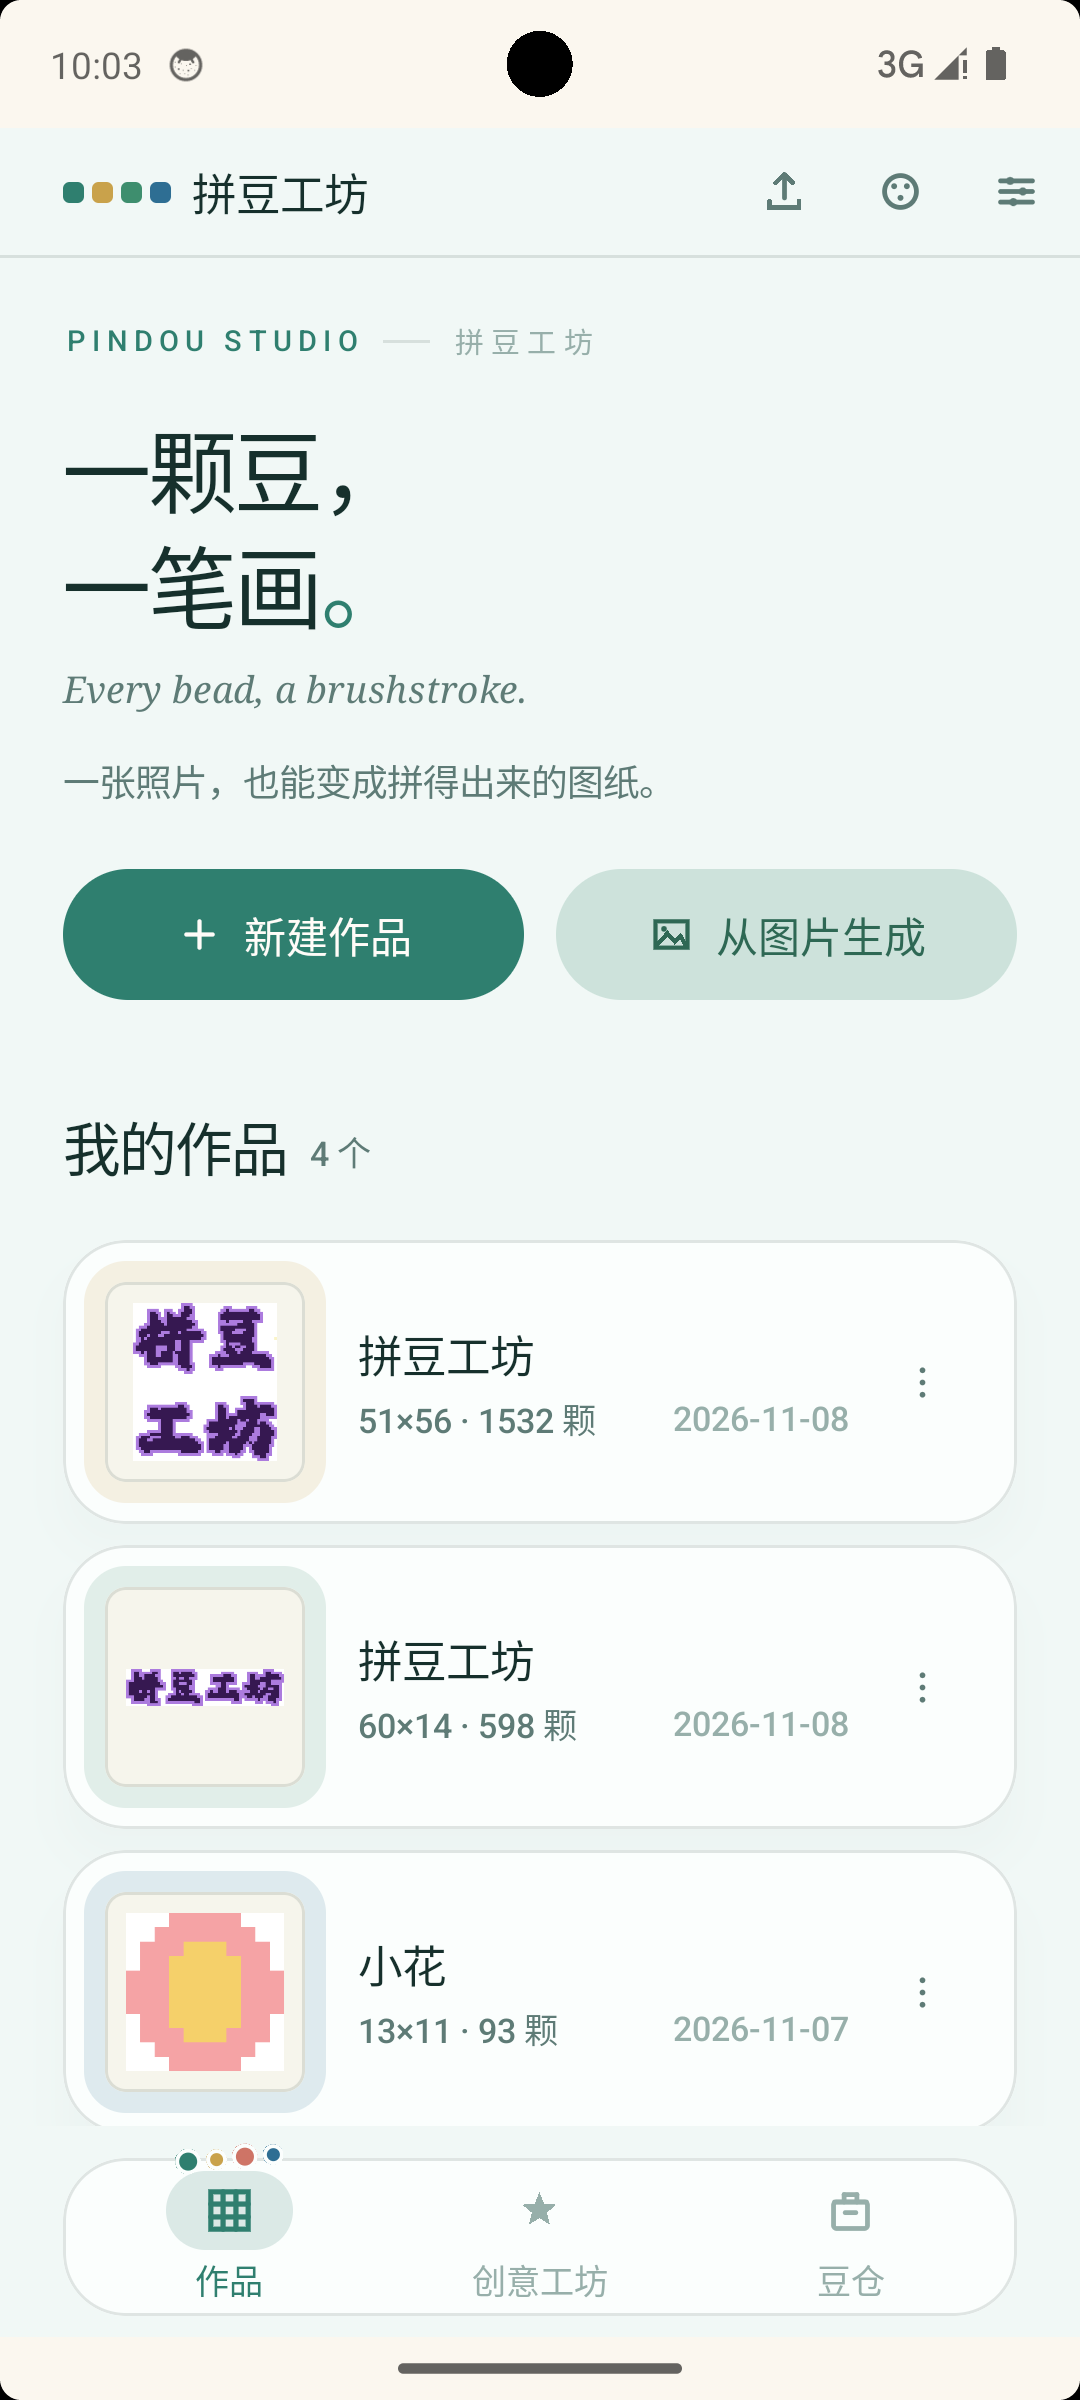 10:03
3G
拼豆工坊
PINDOU STUDIO — 拼豆工坊
一颗豆，
一笔画。
Every bead, a brushstroke.
一张照片，也能变成拼得出来的图纸。
新建作品
从图片生成
我的作品 4 个
拼豆
工坊
拼豆工坊
51×56 · 1532 颗
2026-11-08
拼豆工坊
拼豆工坊
60×14 · 598 颗
2026-11-08
小花
13×11 · 93 颗
2026-11-07
作品
创意工坊
豆仓